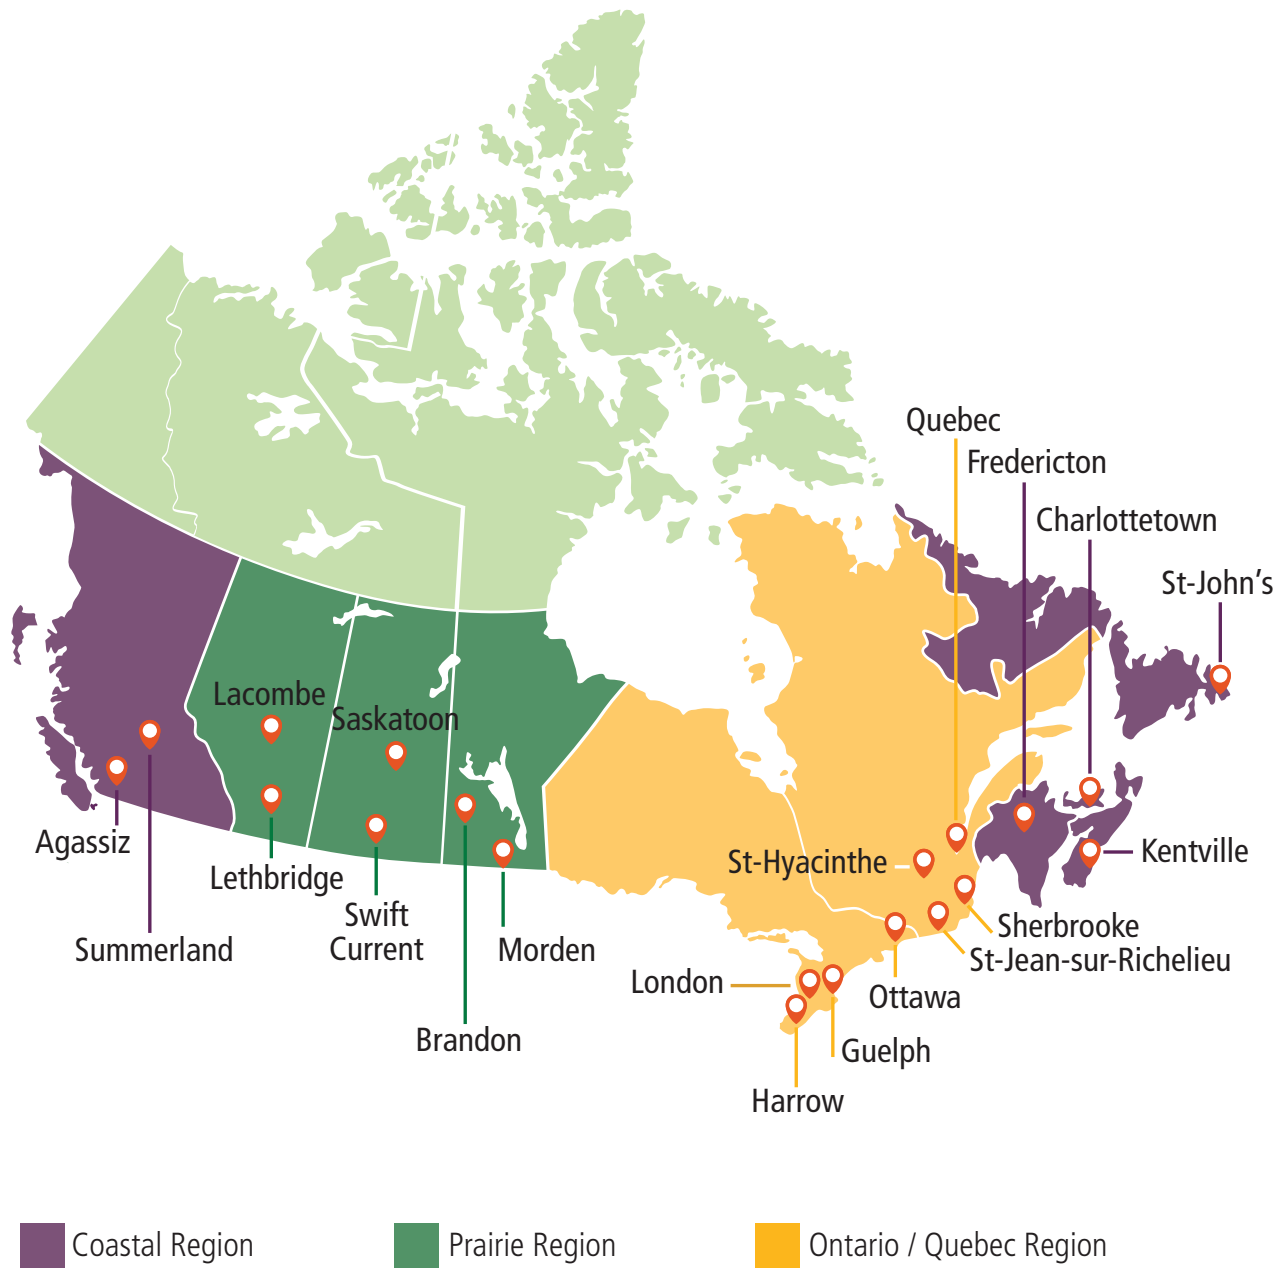 Quebec
Fredericton
Charlottetown
St-John's
Lacombe
Saskatoon
Agassiz
St-Hyacinthe
Kentville
Lethbridge
Swift
Current
Summerland
Morden
Sherbrooke
St-Jean-sur-Richelieu
London
Ottawa
Brandon
Guelph
Harrow
Coastal Region
Prairie Region
Ontario / Quebec Region